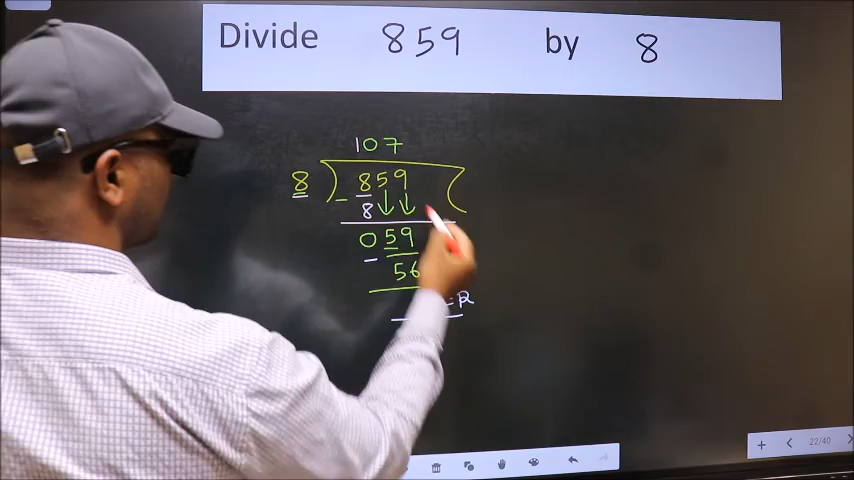 Divide 859 by 8
107
8 ) 859 (
- 8 ↓ ↓
059
- 56
= R
22/40